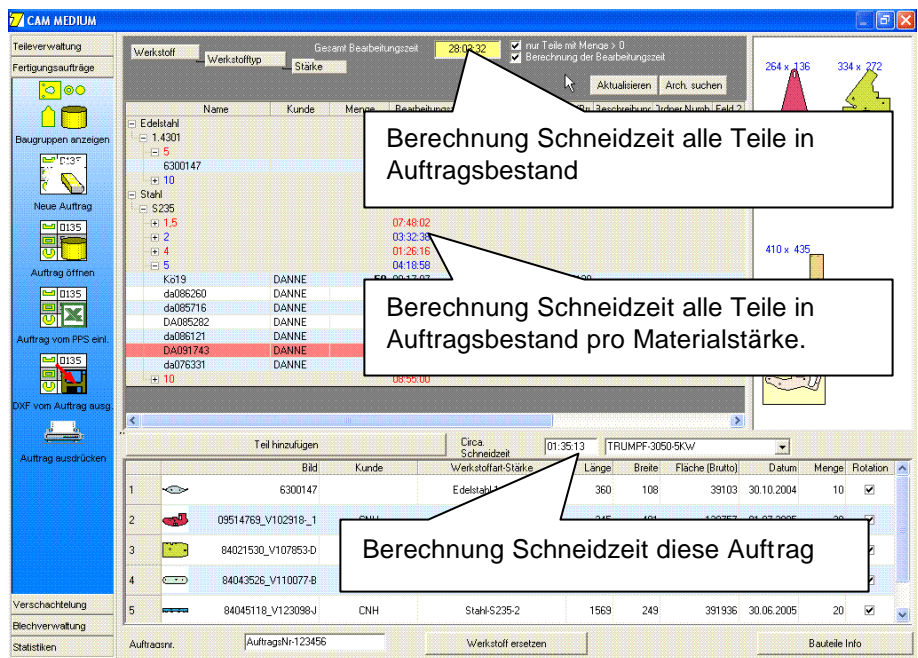 CAM MEDIUM
Teileverwaltung
Fertigungsaufträge
Baugruppen anzeigen
Neue Auftrag
0135
Auftrag öffnen
0135
Auftrag vom PPS einl.
0135
DXF vom Auftrag ausg.
Auftrag ausdrücken
Verschachtelung
Blechverwaltung
Statistiken
Werkstoff
Werkstofftyp
Stärke
Gesamt Bearbeitungszeit 28:03:32
nur Teile mit Menge > 0
Berechnung der Bearbeitungszeit
Aktualisieren Arch. suchen
Name Kunde Menge
Edelstahl
1.4301
5
6300147
10
Stahl
S235
1,5 07:48:02
2 03:32:38
4 01:26:16
5 04:18:58
Kö19 DANNE
da086260 DANNE
da085716 DANNE
DA085282 DANNE
da086121 DANNE
DA091743 DANNE
da076331 DANNE
10 08:55:00
264 x 136 334 x 272
410 x 435
Berechnung Schneidzeit alle Teile in
Auftragsbestand
Berechnung Schneidzeit alle Teile in
Auftragsbestand pro Materialstärke.
Teil hinzufügen
Circa.
Schneidzeit
01:35:13 TRUMPF-3050-5KW
Bild Kunde Werkstoffart-Stärke Länge Breite Fläche (Brutto) Datum Menge Rotation
1 6300147 360 108 39103 30.10.2004 10
2 09514769_V102918-_1
3 84021530_V107853-D
4 84043526_V110077-B
5 84045118_V123098-J CNH Stahl-S235-2 1569 249 391936 30.06.2005 20
Berechnung Schneidzeit diese Auftrag
Auftragsnr. AuftragsNr-123456 Werkstoff ersetzen Bauteile Info